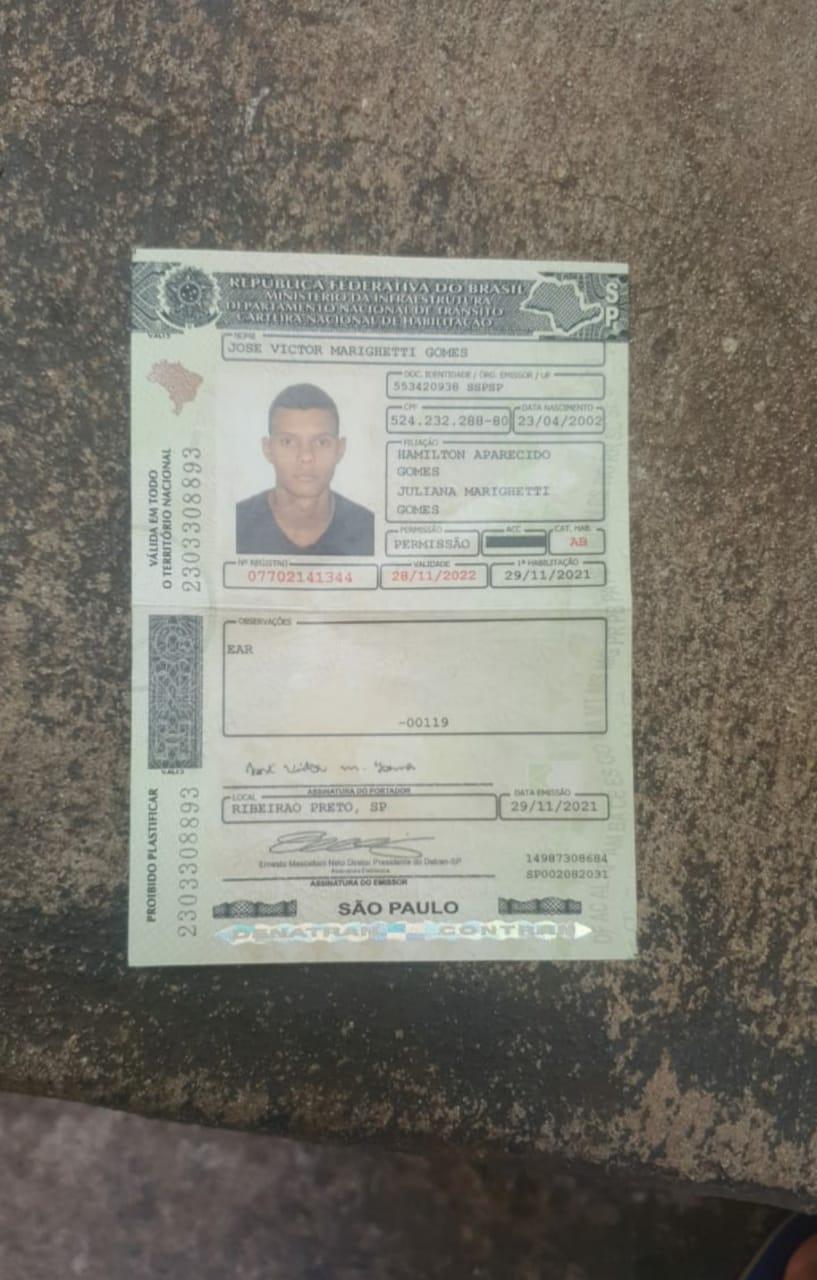 REPÚBLICA FEDERATIVA DO BRASIL
MINISTÉRIO DA INFRAESTRUTURA
DEPARTAMENTO NACIONAL DE TRÂNSITO
CARTEIRA NACIONAL DE HABILITAÇÃO
SP
NOME
JOSE VICTOR MARIGHETTI GOMES
DOC. IDENTIDADE / ÓRG. EMISSOR / UF
553420938 SSPSP
CPF
524.232.288-80
DATA NASCIMENTO
23/04/2002
FILIAÇÃO
HAMILTON APARECIDO
GOMES
JULIANA MARIGHETTI
GOMES
PERMISSÃO
PERMISSÃO
ACC
CAT. HAB.
AB
Nº REGISTRO
07702141344
VALIDADE
28/11/2022
1ª HABILITAÇÃO
29/11/2021
VÁLIDA EM TODO
O TERRITÓRIO NACIONAL
2303308893
OBSERVAÇÕES
EAR
-00119
José Victor M. Gomes
ASSINATURA DO PORTADOR
LOCAL
RIBEIRAO PRETO, SP
DATA EMISSÃO
29/11/2021
Ernesto Mascellani Neto Diretor Presidente do Detran-SP
Assinatura Eletrônica
ASSINATURA DO EMISSOR
14987308684
SP002082031
PROIBIDO PLASTIFICAR
2303308893
SÃO PAULO
DENATRAN CONTRAN